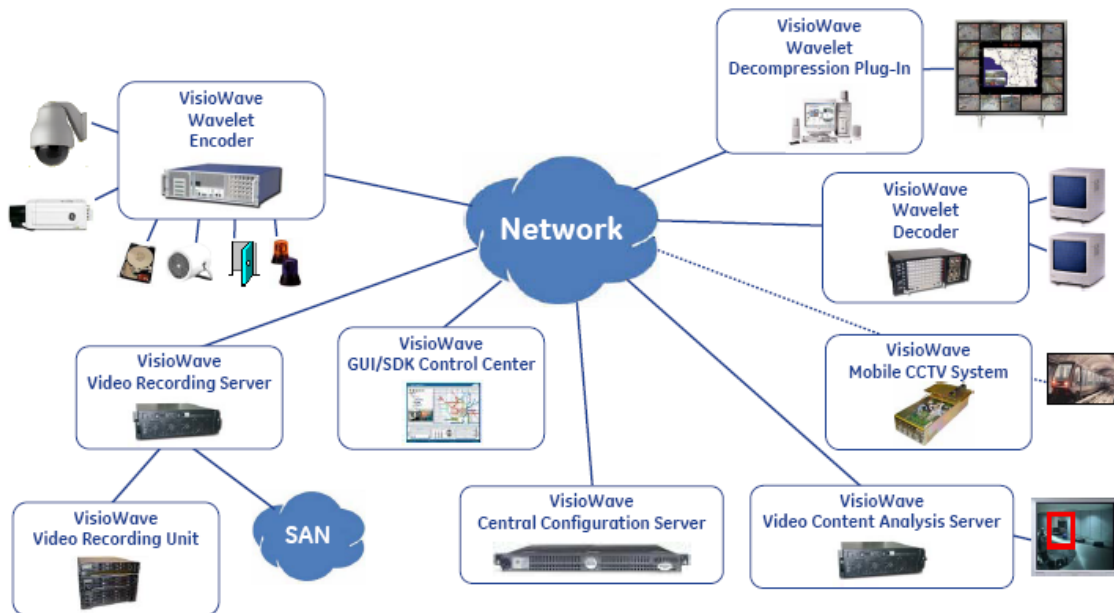 VisioWave
Wavelet
Decompression Plug-In
VisioWave
Wavelet
Encoder
VisioWave
Wavelet
Decoder
Network
VisioWave
Video Recording Server
VisioWave
GUI/SDK Control Center
VisioWave
Mobile CCTV System
VisioWave
Video Recording Unit
SAN
VisioWave
Central Configuration Server
VisioWave
Video Content Analysis Server